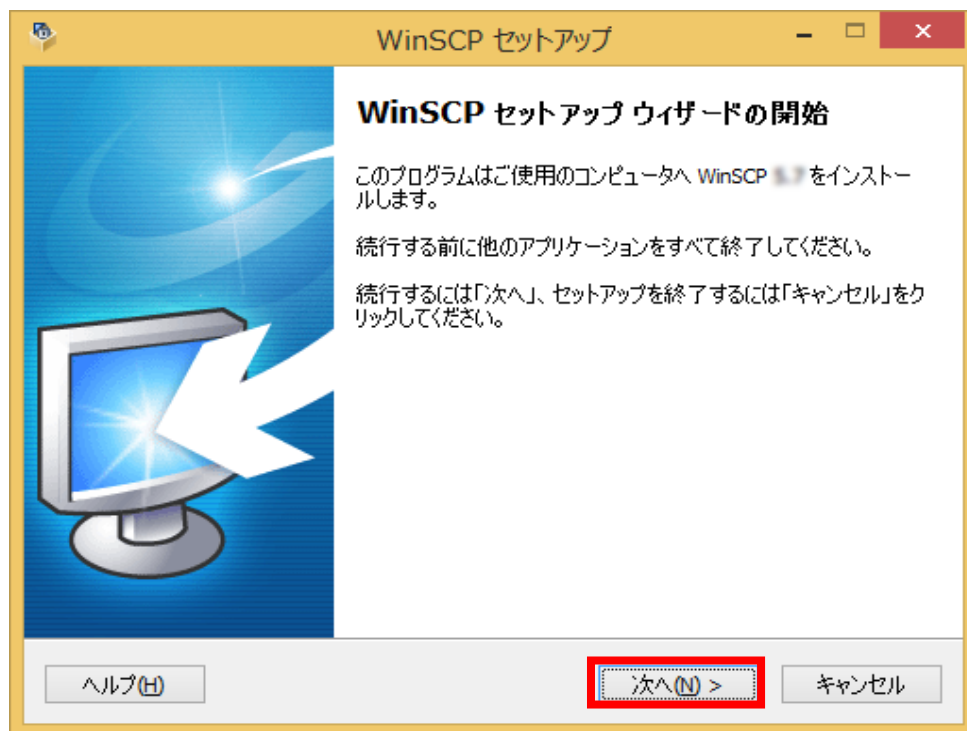 WinSCP セットアップ
WinSCP セットアップ ウィザードの開始
このプログラムはご使用のコンピュータへ WinSCP をインストー
ルします。
続行する前に他のアプリケーションをすべて終了してください。
続行するには「次へ」、セットアップを終了するには「キャンセル」をク
リックしてください。
ヘルプ(H)
次へ(N) >
キャンセル